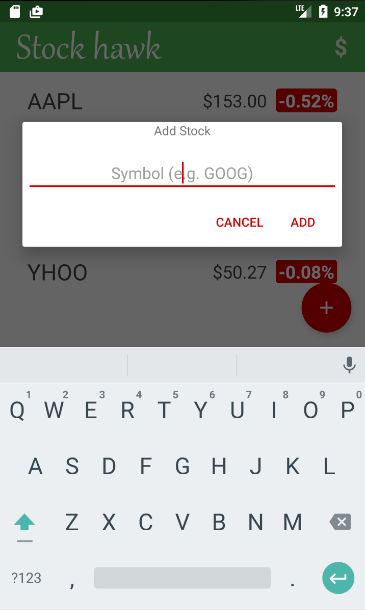 LTE 9:37
Stock hawk $
AAPL $153.00 -0.52%
Add Stock
Symbol (e.g. GOOG)
CANCEL ADD
YHOO $50.27 -0.08%
+
1 2 3 4 5 6 7 8 9 0
Q W E R T Y U I O P
A S D F G H J K L
Z X C V B N M
?123 , .